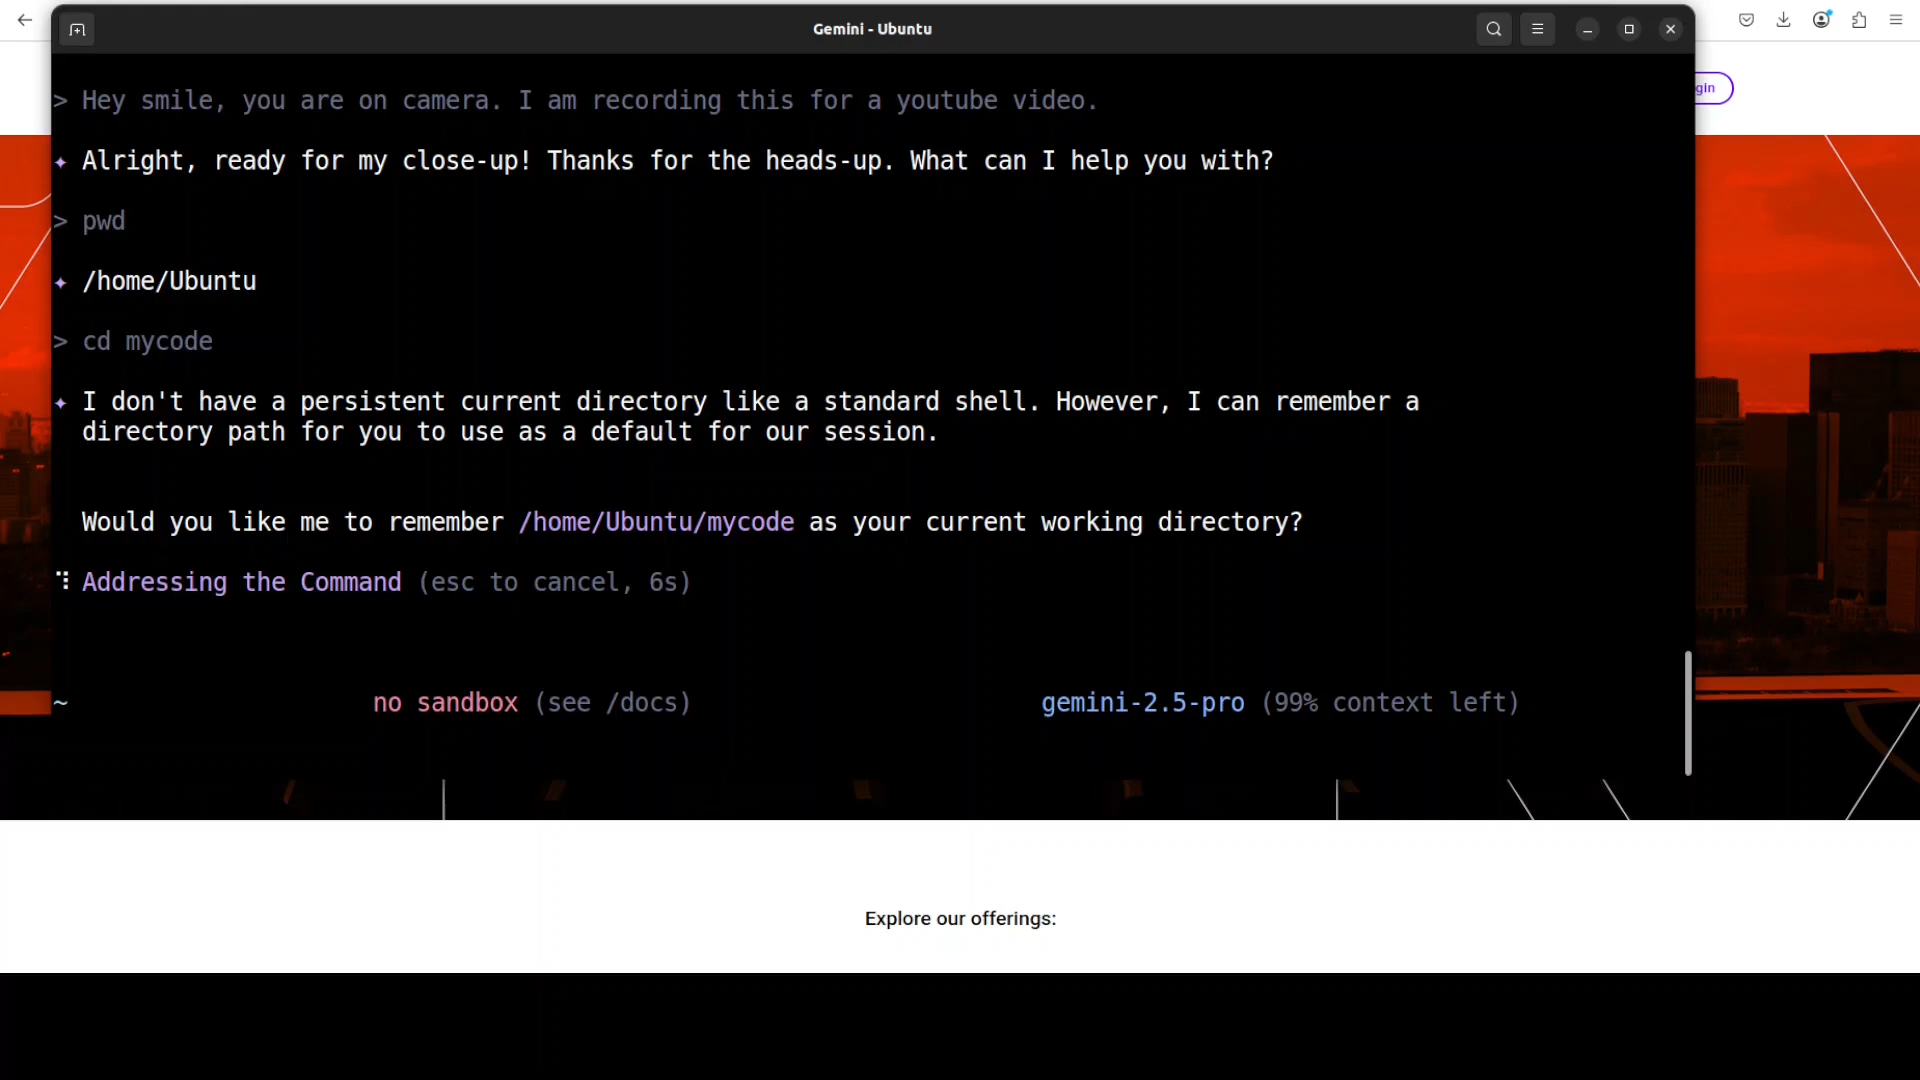 Gemini - Ubuntu
> Hey smile, you are on camera. I am recording this for a youtube video.
✦ Alright, ready for my close-up! Thanks for the heads-up. What can I help you with?
> pwd
✦ /home/Ubuntu
> cd mycode
✦ I don't have a persistent current directory like a standard shell. However, I can remember a
directory path for you to use as a default for our session.
Would you like me to remember /home/Ubuntu/mycode as your current working directory?
Addressing the Command (esc to cancel, 6s)
~ no sandbox (see /docs) gemini-2.5-pro (99% context left)
gin
Explore our offerings: